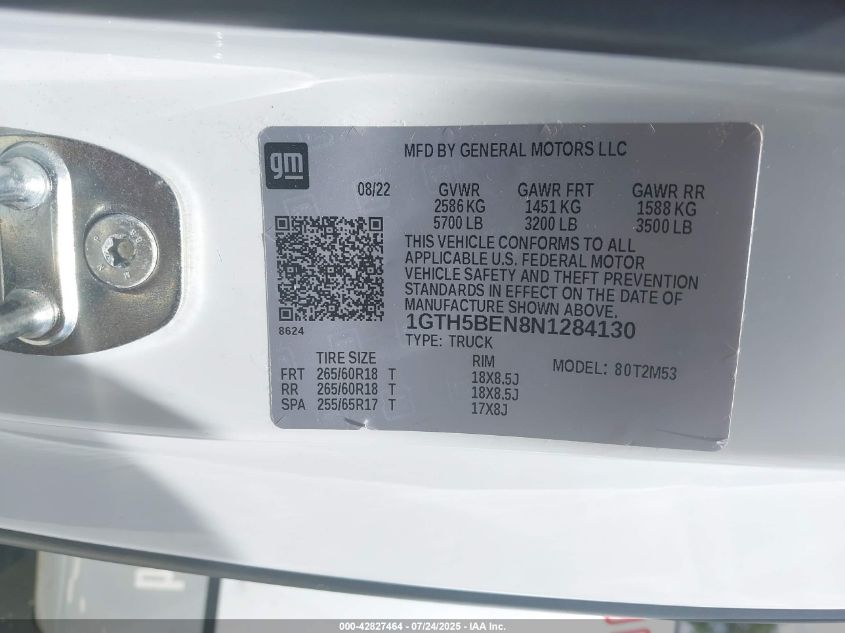 gm
MFD BY GENERAL MOTORS LLC
08/22 GVWR GAWR FRT GAWR RR
2586 KG 1451 KG 1588 KG
5700 LB 3200 LB 3500 LB
THIS VEHICLE CONFORMS TO ALL
APPLICABLE U.S. FEDERAL MOTOR
VEHICLE SAFETY AND THEFT PREVENTION
STANDARDS IN EFFECT ON THE DATE OF
MANUFACTURE SHOWN ABOVE.
8624
1GTH5BEN8N1284130
TYPE: TRUCK
TIRE SIZE RIM MODEL: 80T2M53
FRT 265/60R18 T 18X8.5J
RR 265/60R18 T 18X8.5J
SPA 255/65R17 T 17X8J
000-42827464 - 07/24/2025 - IAA Inc.